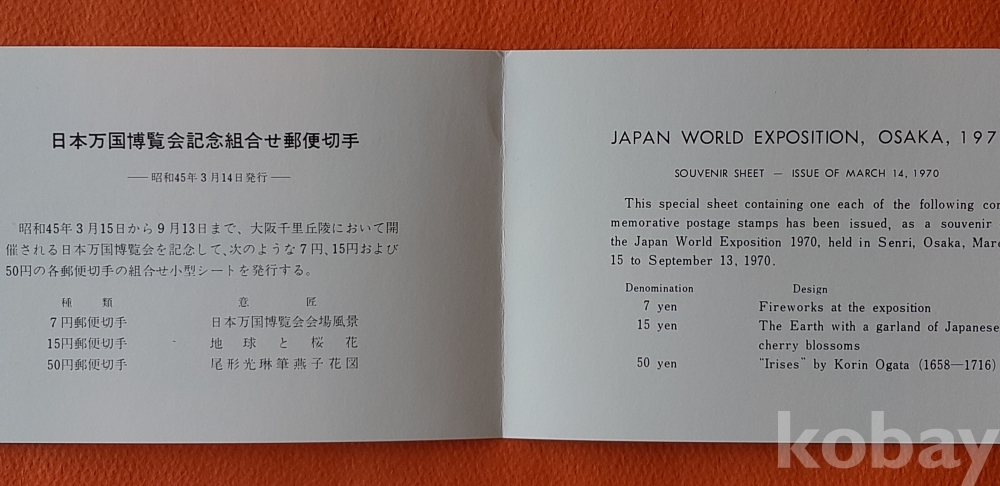 日本万国博覧会記念組合せ郵便切手
── 昭和45年3月14日発行 ──
昭和45年3月15日から9月13日まで、大阪千里丘陵において開
催される日本万国博覧会を記念して、次のような7円、15円および
50円の各郵便切手の組合せ小型シートを発行する。
種類 意匠
7円郵便切手 日本万国博覧会会場風景
15円郵便切手 地球と桜花
50円郵便切手 尾形光琳筆燕子花図
JAPAN WORLD EXPOSITION, OSAKA, 197
SOUVENIR SHEET — ISSUE OF MARCH 14, 1970
This special sheet containing one each of the following com
memorative postage stamps has been issued, as a souvenir
the Japan World Exposition 1970, held in Senri, Osaka, Marc
15 to September 13, 1970.
Denomination Design
7 yen Fireworks at the exposition
15 yen The Earth with a garland of Japanese
cherry blossoms
50 yen "Irises" by Korin Ogata (1658—1716)
kobay